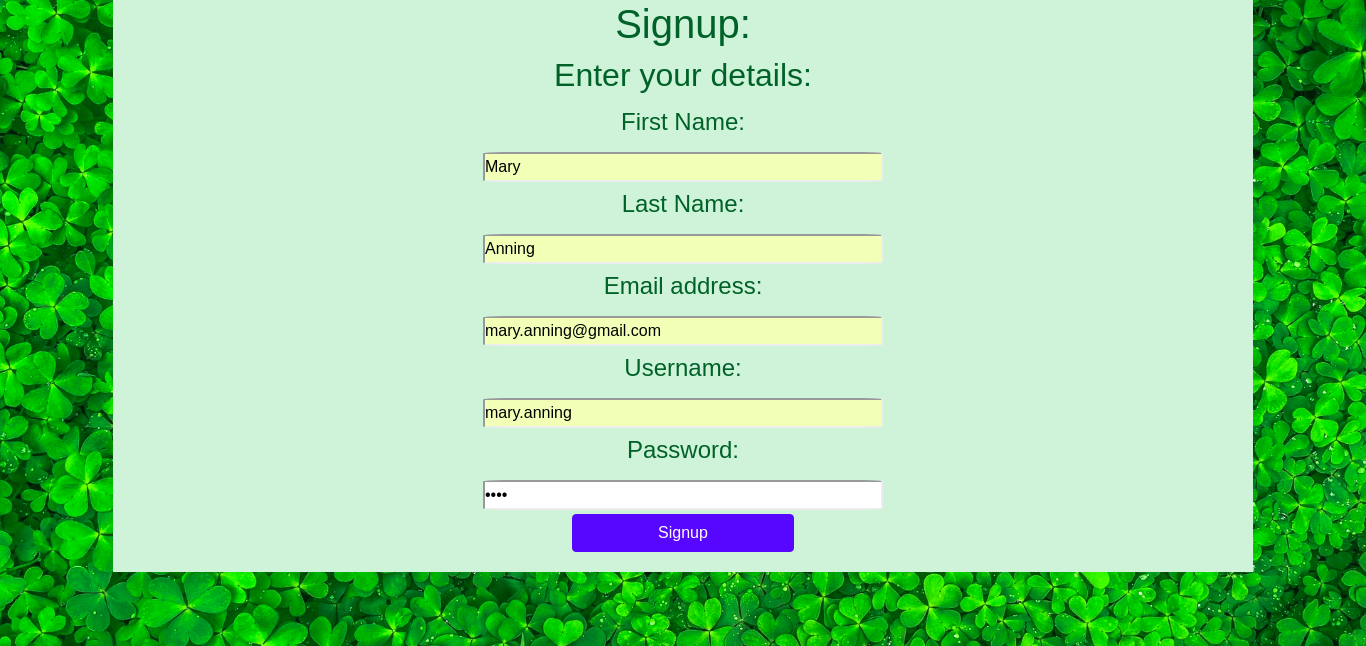 Signup:
Enter your details:
First Name:
Mary
Last Name:
Anning
Email address:
mary.anning@gmail.com
Username:
mary.anning
Password:
••••
Signup